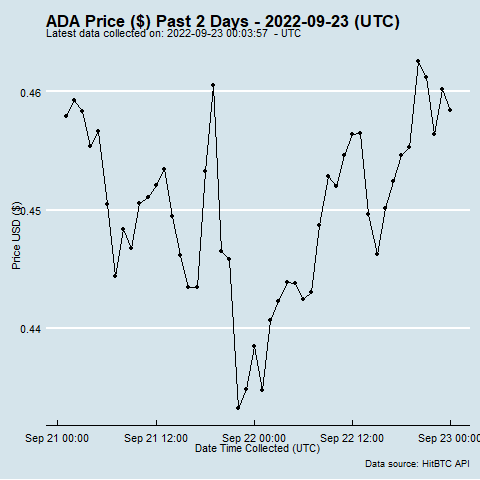 ADA Price ($) Past 2 Days - 2022-09-23 (UTC)
Latest data collected on: 2022-09-23 00:03:57 - UTC
0.46
0.45
0.44
Price USD ($)
Sep 21 00:00 Sep 21 12:00 Sep 22 00:00 Sep 22 12:00 Sep 23 00:00
Date Time Collected (UTC)
Data source: HitBTC API